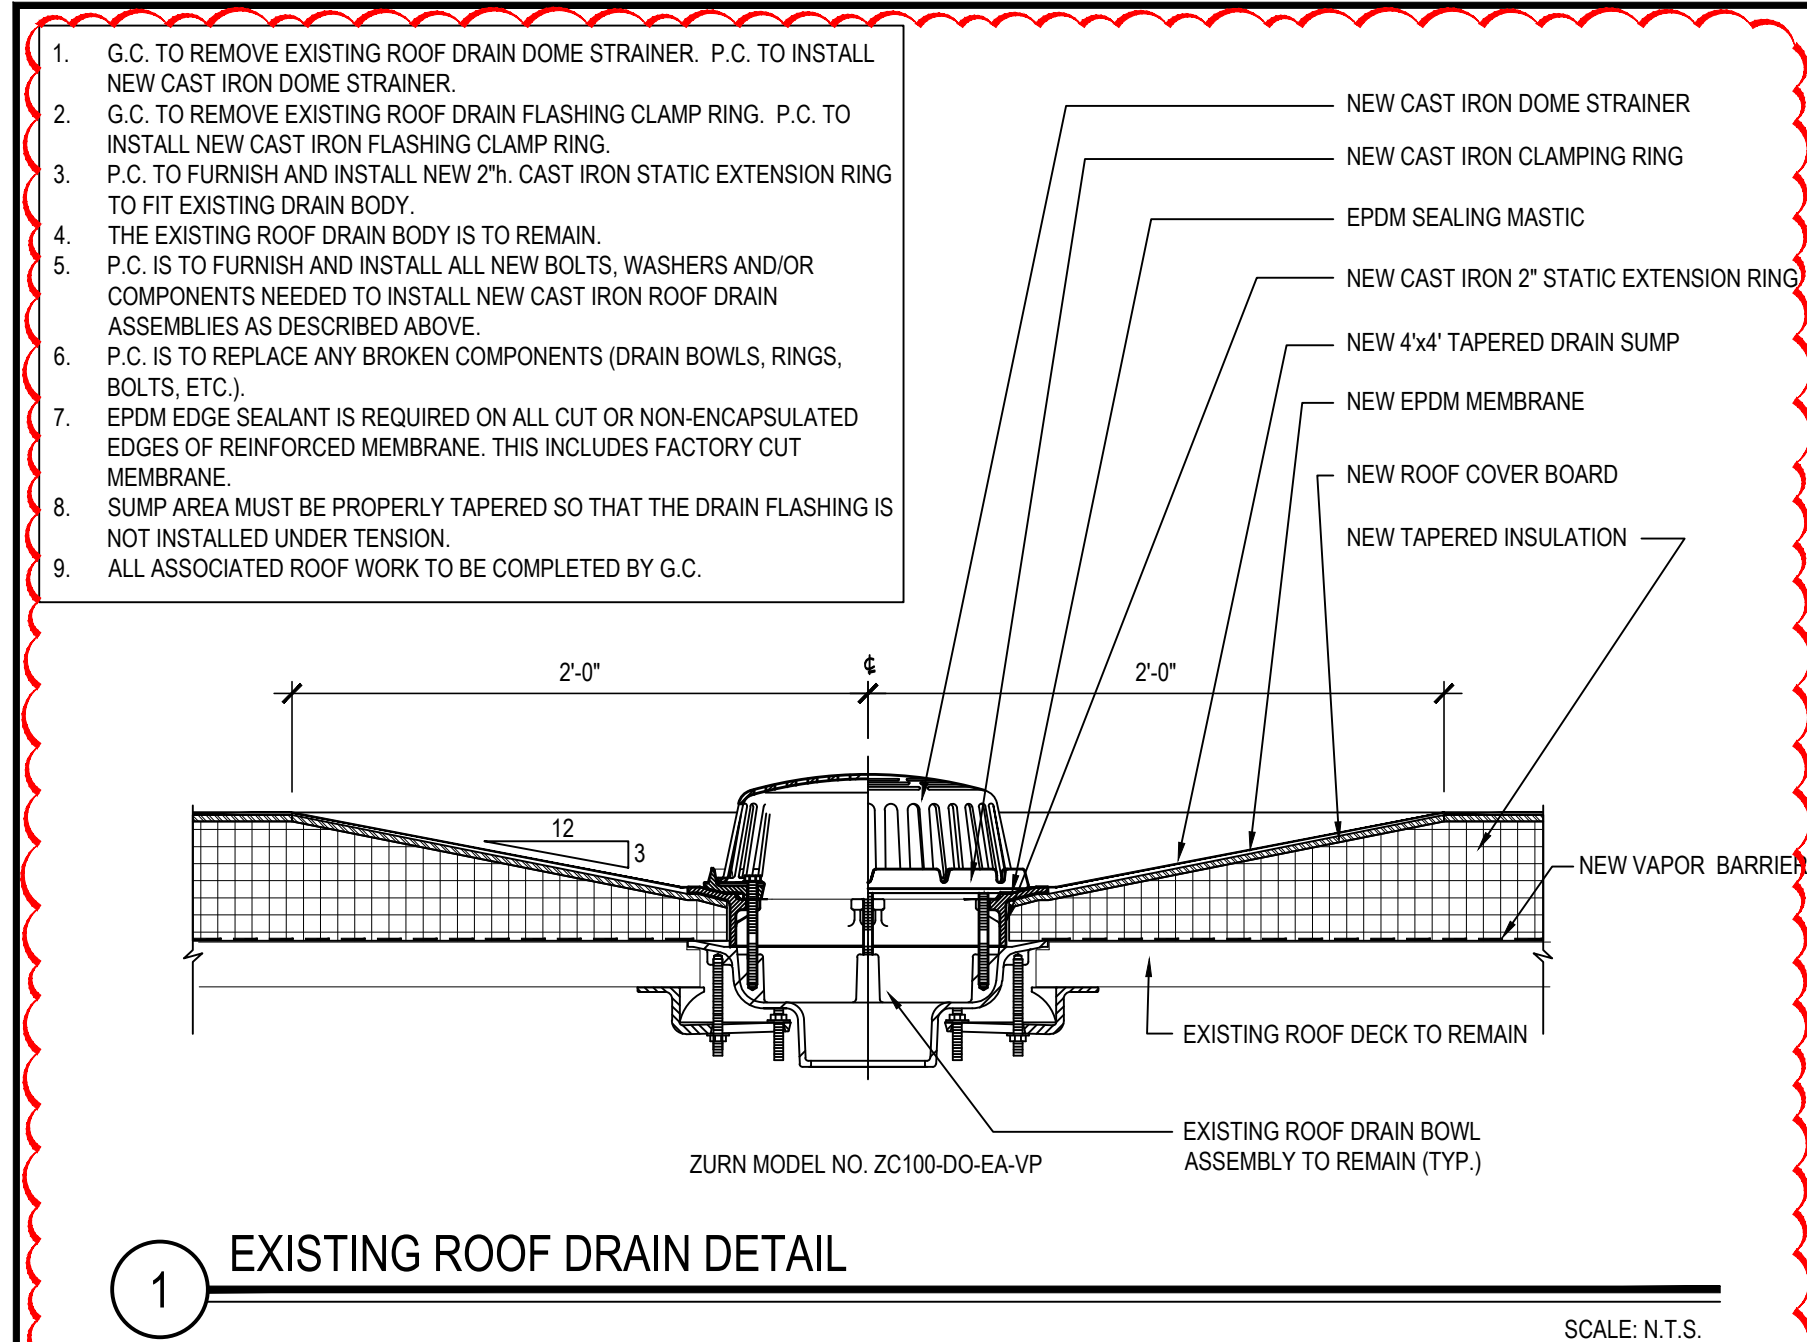 1. G.C. TO REMOVE EXISTING ROOF DRAIN DOME STRAINER. P.C. TO INSTALL
NEW CAST IRON DOME STRAINER.
2. G.C. TO REMOVE EXISTING ROOF DRAIN FLASHING CLAMP RING. P.C. TO
INSTALL NEW CAST IRON FLASHING CLAMP RING.
3. P.C. TO FURNISH AND INSTALL NEW 2"h. CAST IRON STATIC EXTENSION RING
TO FIT EXISTING DRAIN BODY.
4. THE EXISTING ROOF DRAIN BODY IS TO REMAIN.
5. P.C. IS TO FURNISH AND INSTALL ALL NEW BOLTS, WASHERS AND/OR
COMPONENTS NEEDED TO INSTALL NEW CAST IRON ROOF DRAIN
ASSEMBLIES AS DESCRIBED ABOVE.
6. P.C. IS TO REPLACE ANY BROKEN COMPONENTS (DRAIN BOWLS, RINGS,
BOLTS, ETC.).
7. EPDM EDGE SEALANT IS REQUIRED ON ALL CUT OR NON-ENCAPSULATED
EDGES OF REINFORCED MEMBRANE. THIS INCLUDES FACTORY CUT
MEMBRANE.
8. SUMP AREA MUST BE PROPERLY TAPERED SO THAT THE DRAIN FLASHING IS
NOT INSTALLED UNDER TENSION.
9. ALL ASSOCIATED ROOF WORK TO BE COMPLETED BY G.C.
NEW CAST IRON DOME STRAINER
NEW CAST IRON CLAMPING RING
EPDM SEALING MASTIC
NEW CAST IRON 2" STATIC EXTENSION RING
NEW 4'x4' TAPERED DRAIN SUMP
NEW EPDM MEMBRANE
NEW ROOF COVER BOARD
NEW TAPERED INSULATION
2'-0"
℄
2'-0"
12
3
NEW VAPOR BARRIER
EXISTING ROOF DECK TO REMAIN
EXISTING ROOF DRAIN BOWL
ASSEMBLY TO REMAIN (TYP.)
ZURN MODEL NO. ZC100-DO-EA-VP
1
EXISTING ROOF DRAIN DETAIL
SCALE: N.T.S.